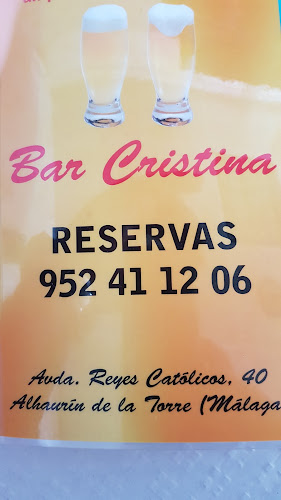 Bar Cristina
RESERVAS
952 41 12 06
Avda. Reyes Católicos, 40
Alhaurín de la Torre (Málaga